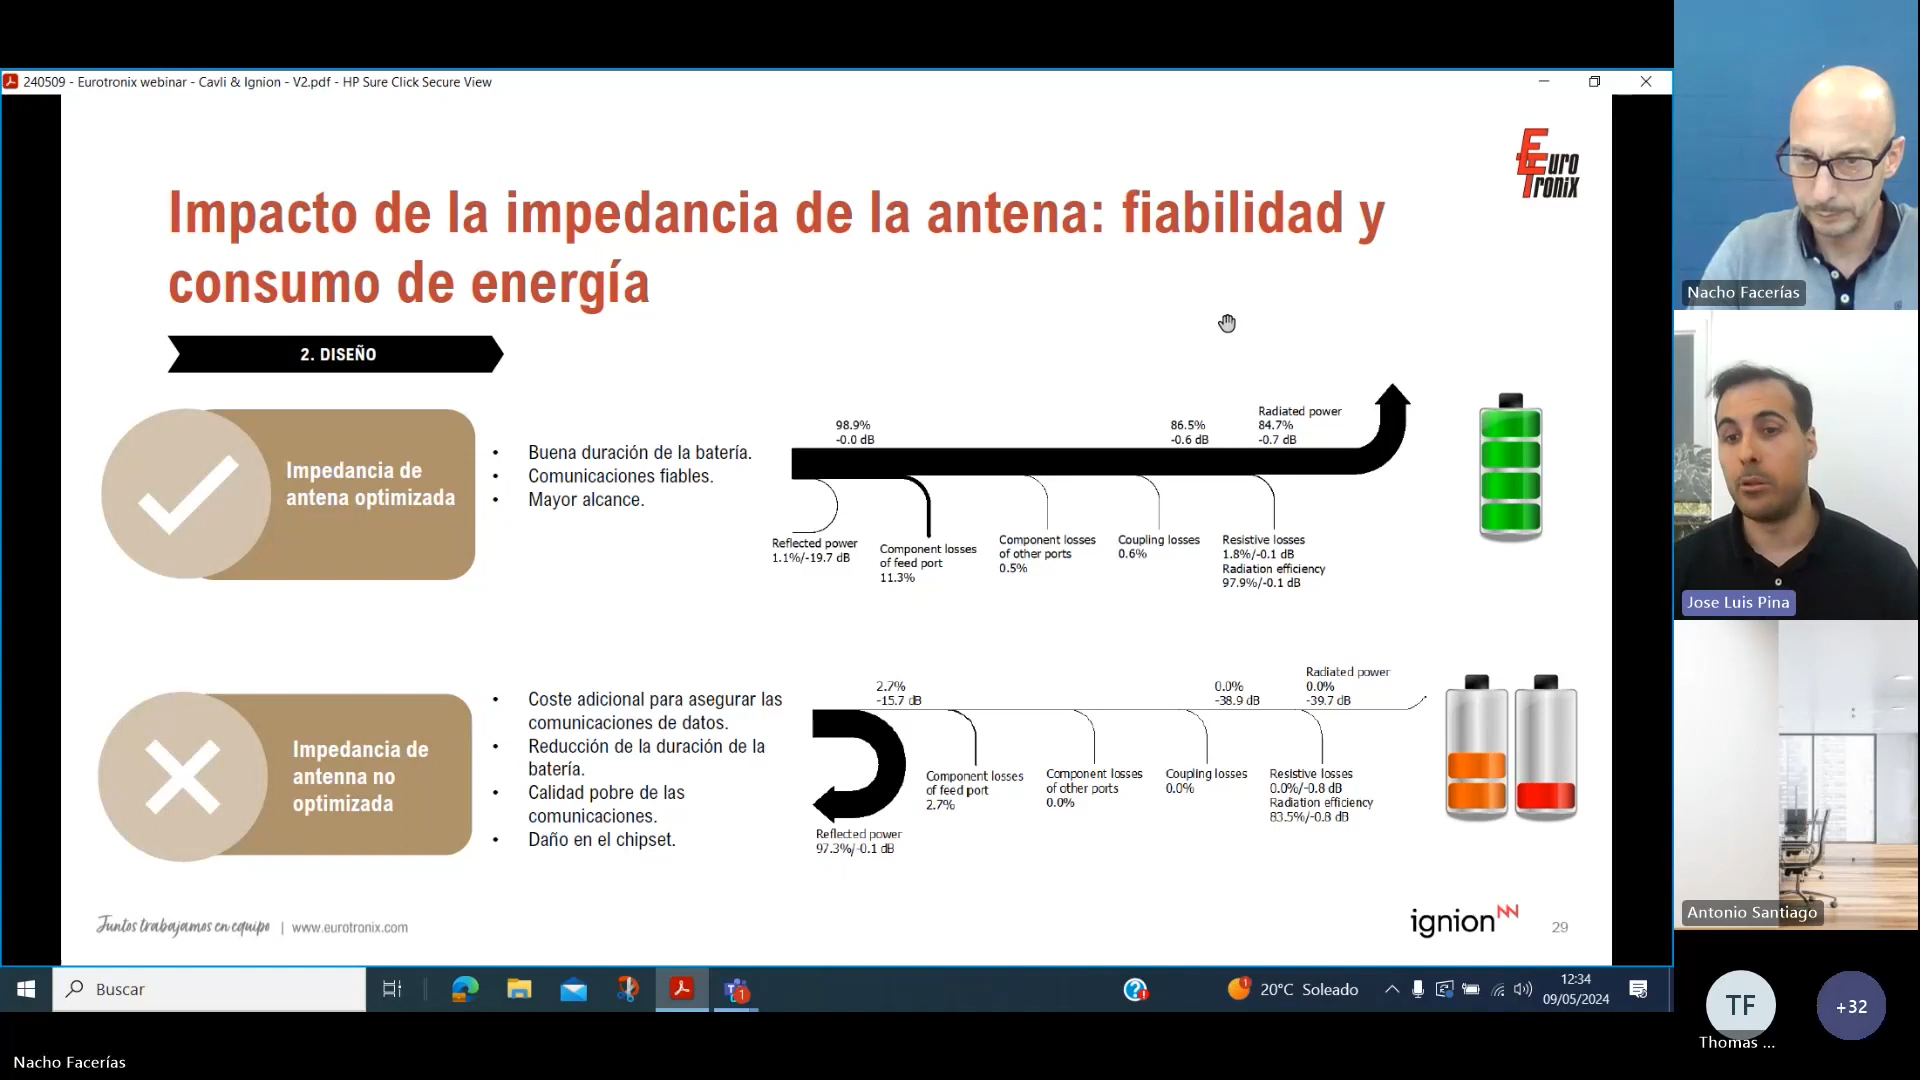 240509 - Eurotronix webinar - Cavli & Ignion - V2.pdf - HP Sure Click Secure View
EuroTronix
Impacto de la impedancia de la antena: fiabilidad y
consumo de energía
2. DISEÑO
Impedancia de
antena optimizada
• Buena duración de la batería.
• Comunicaciones fiables.
• Mayor alcance.
98.9%
-0.0 dB
86.5%
-0.6 dB
Radiated power
84.7%
-0.7 dB
Reflected power
1.1%/-19.7 dB
Component losses
of feed port
11.3%
Component losses
of other ports
0.5%
Coupling losses
0.6%
Resistive losses
1.8%/-0.1 dB
Radiation efficiency
97.9%/-0.1 dB
Impedancia de
antenna no
optimizada
• Coste adicional para asegurar las
comunicaciones de datos.
• Reducción de la duración de la
batería.
• Calidad pobre de las
comunicaciones.
• Daño en el chipset.
2.7%
-15.7 dB
0.0%
-38.9 dB
Radiated power
0.0%
-39.7 dB
Reflected power
97.3%/-0.1 dB
Component losses
of feed port
2.7%
Component losses
of other ports
0.0%
Coupling losses
0.0%
Resistive losses
0.0%/-0.8 dB
Radiation efficiency
83.5%/-0.8 dB
Juntos trabajamos en equipo | www.eurotronix.com
ignion
29
Buscar
20°C Soleado
12:34
09/05/2024
Nacho Facerías
Jose Luis Pina
Antonio Santiago
TF
Thomas ...
+32
Nacho Facerías